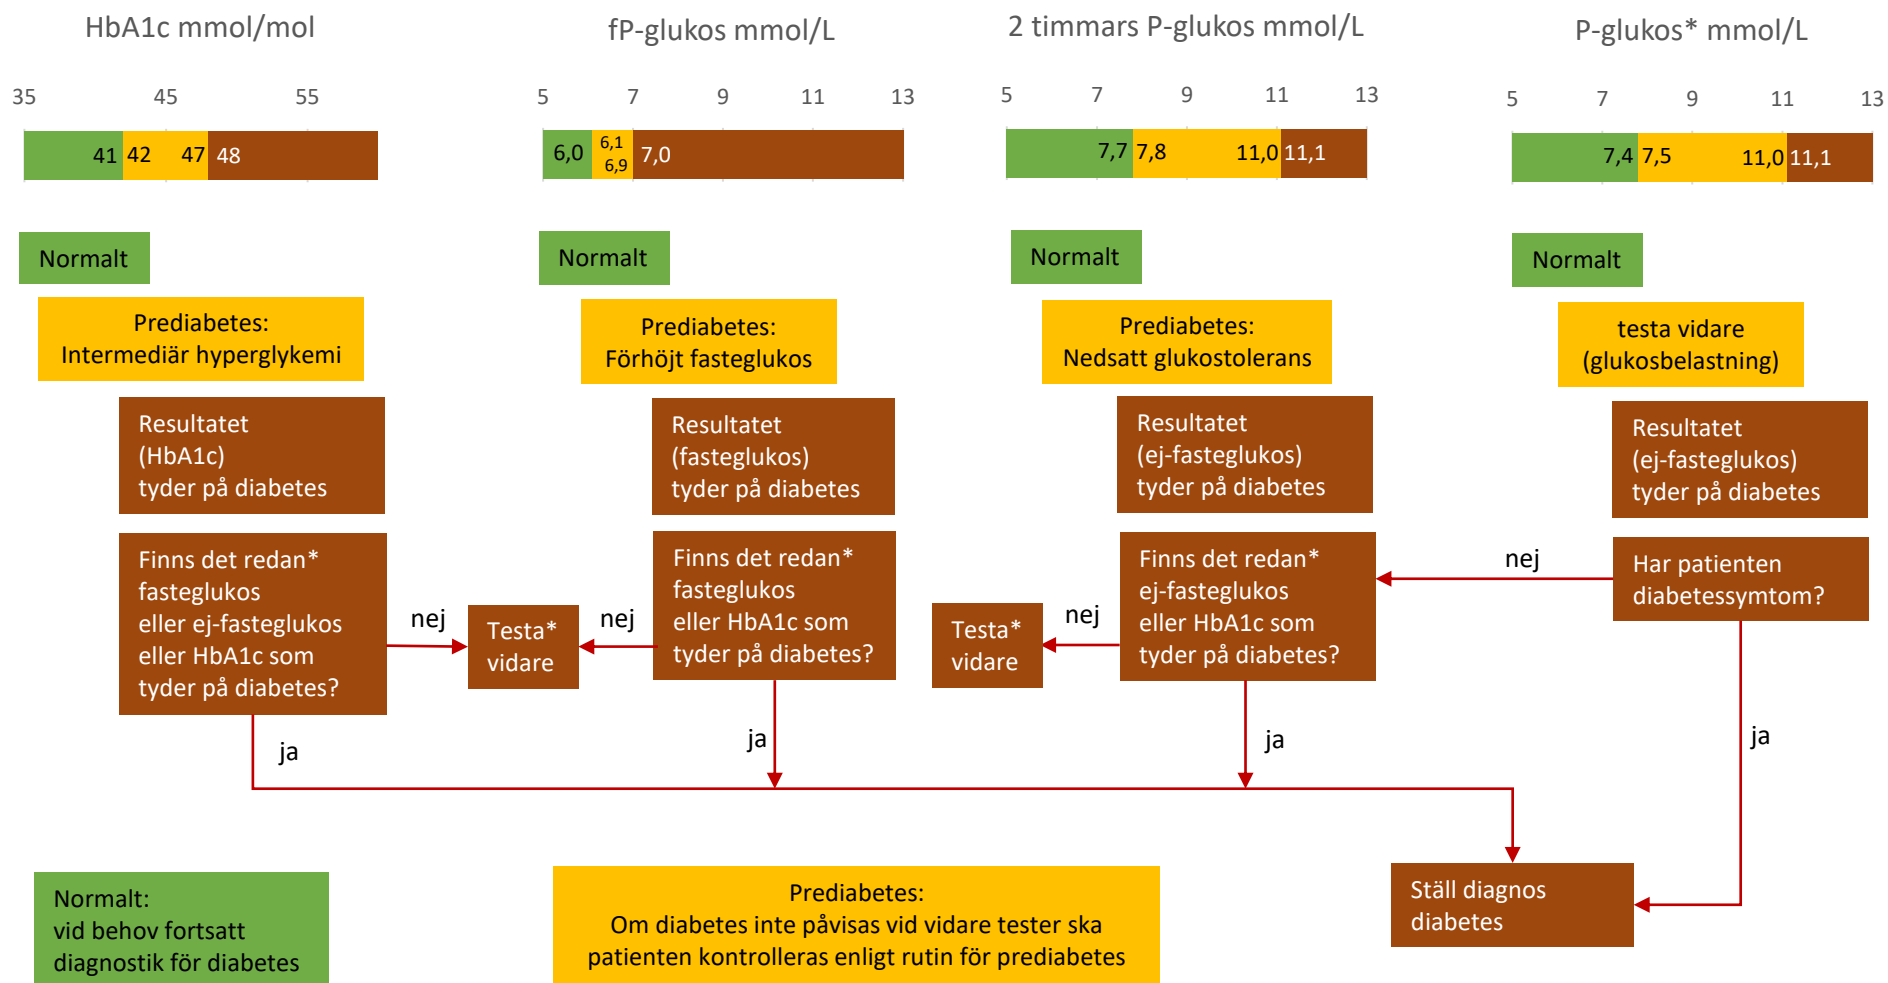 HbA1c mmol/mol
fP-glukos mmol/L
2 timmars P-glukos mmol/L
P-glukos* mmol/L
35 45 55
5 7 9 11 13
5 7 9 11 13
5 7 9 11 13
41 42 47 48
6,0 6,1 6,9 7,0
7,7 7,8 11,0 11,1
7,4 7,5 11,0 11,1
Normalt
Normalt
Normalt
Normalt
Prediabetes:
Intermediär hyperglykemi
Prediabetes:
Förhöjt fasteglukos
Prediabetes:
Nedsatt glukostolerans
testa vidare
(glukosbelastning)
Resultatet
(HbA1c)
tyder på diabetes
Resultatet
(fasteglukos)
tyder på diabetes
Resultatet
(ej-fasteglukos)
tyder på diabetes
Resultatet
(ej-fasteglukos)
tyder på diabetes
Finns det redan*
fasteglukos
eller ej-fasteglukos
eller HbA1c som
tyder på diabetes?
nej
Testa*
vidare
nej
Finns det redan*
fasteglukos
eller HbA1c som
tyder på diabetes?
Testa*
vidare
nej
Finns det redan*
ej-fasteglukos
eller HbA1c som
tyder på diabetes?
nej
Har patienten
diabetessymtom?
ja
ja
ja
ja
Normalt:
vid behov fortsatt
diagnostik för diabetes
Prediabetes:
Om diabetes inte påvisas vid vidare tester ska
patienten kontrolleras enligt rutin för prediabetes
Ställ diagnos
diabetes